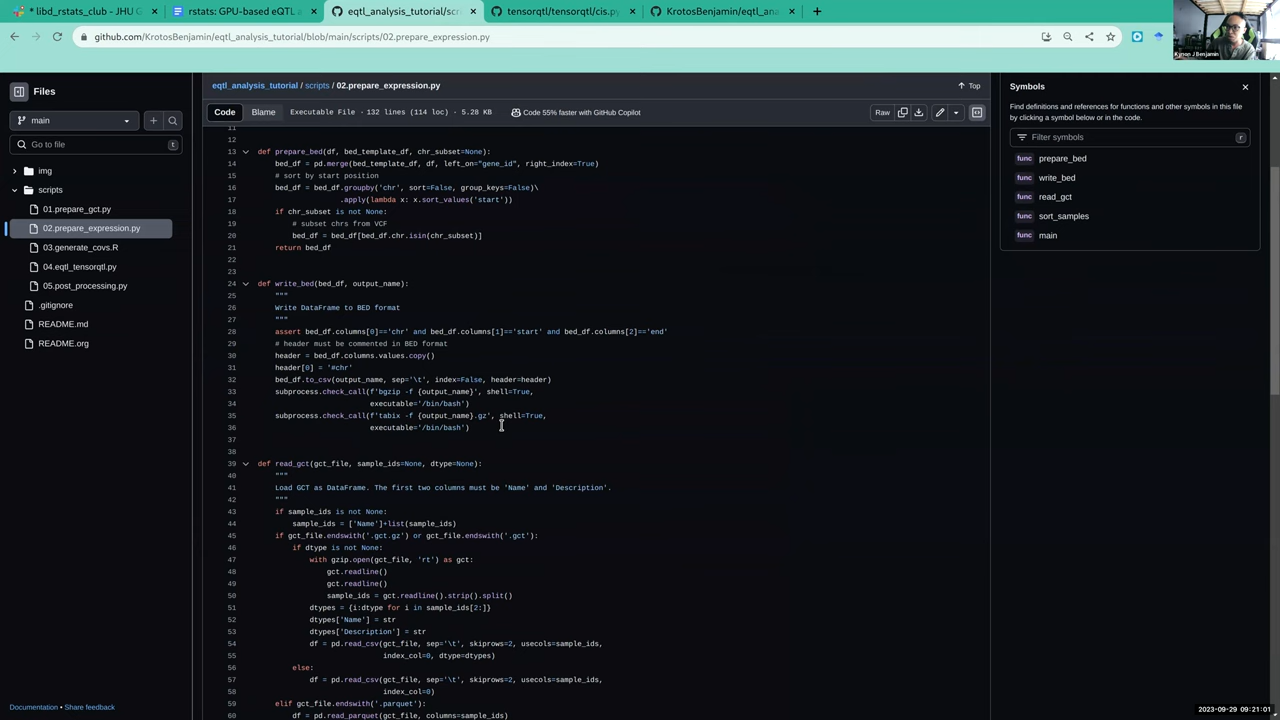 * libd_rstats_club - JHU G
rstats: GPU-based eQTL
eqtl_analysis_tutorial/scri
tensorqtl/tensorqtl/cis.py
KrotosBenjamin/eqtl_anal
github.com/KrotosBenjamin/eqtl_analysis_tutorial/blob/main/scripts/02.prepare_expression.py
Kynon J Benjamin
Files
main
Go to file
t
img
scripts
01.prepare_gct.py
02.prepare_expression.py
03.generate_covs.R
04.eqtl_tensorqtl.py
05.post_processing.py
.gitignore
README.md
README.org
Documentation • Share feedback
eqtl_analysis_tutorial / scripts / 02.prepare_expression.py
Top
Code
Blame
Executable File · 132 lines (114 loc) · 5.28 KB
Code 55% faster with GitHub Copilot
Raw
11
12
13 def prepare_bed(df, bed_template_df, chr_subset=None):
14 bed_df = pd.merge(bed_template_df, df, left_on="gene_id", right_index=True)
15 # sort by start position
16 bed_df = bed_df.groupby('chr', sort=False, group_keys=False)\
17 .apply(lambda x: x.sort_values('start'))
18 if chr_subset is not None:
19 # subset chrs from VCF
20 bed_df = bed_df[bed_df.chr.isin(chr_subset)]
21 return bed_df
22
23
24 def write_bed(bed_df, output_name):
25 """
26 Write DataFrame to BED format
27 """
28 assert bed_df.columns[0]=='chr' and bed_df.columns[1]=='start' and bed_df.columns[2]=='end'
29 # header must be commented in BED format
30 header = bed_df.columns.values.copy()
31 header[0] = '#chr'
32 bed_df.to_csv(output_name, sep='\t', index=False, header=header)
33 subprocess.check_call(f'bgzip -f {output_name}', shell=True,
34 executable='/bin/bash')
35 subprocess.check_call(f'tabix -f {output_name}.gz', shell=True,
36 executable='/bin/bash')
37
38
39 def read_gct(gct_file, sample_ids=None, dtype=None):
40 """
41 Load GCT as DataFrame. The first two columns must be 'Name' and 'Description'.
42 """
43 if sample_ids is not None:
44 sample_ids = ['Name']+list(sample_ids)
45 if gct_file.endswith('.gct.gz') or gct_file.endswith('.gct'):
46 if dtype is not None:
47 with gzip.open(gct_file, 'rt') as gct:
48 gct.readline()
49 gct.readline()
50 sample_ids = gct.readline().strip().split()
51 dtypes = {i:dtype for i in sample_ids[2:]}
52 dtypes['Name'] = str
53 dtypes['Description'] = str
54 df = pd.read_csv(gct_file, sep='\t', skiprows=2, usecols=sample_ids,
55 index_col=0, dtype=dtypes)
56 else:
57 df = pd.read_csv(gct_file, sep='\t', skiprows=2, usecols=sample_ids,
58 index_col=0)
59 elif gct_file.endswith('.parquet'):
60 df = pd.read_parquet(gct_file, columns=sample_ids)
Symbols
Find definitions and references for functions and other symbols in this file
by clicking a symbol below or in the code.
Filter symbols
r
func prepare_bed
func write_bed
func read_gct
func sort_samples
func main
2023-09-29 09:21:01